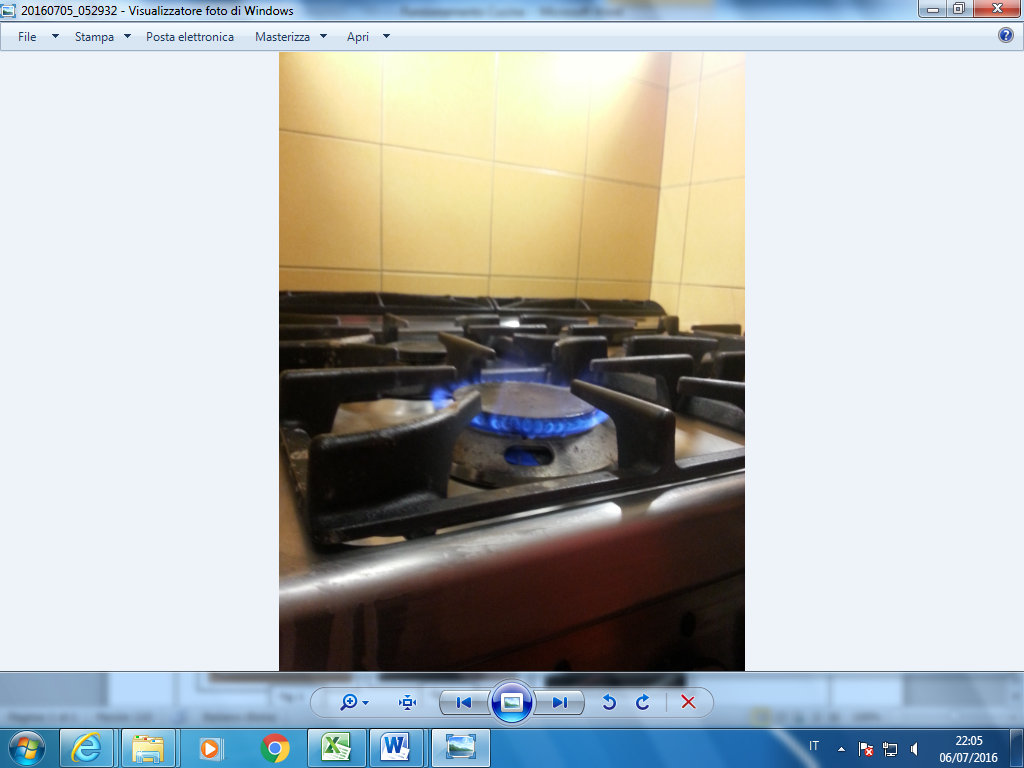 20160705_052932 - Visualizzatore foto di Windows
File Stampa Posta elettronica Masterizza Apri
IT 22:05
06/07/2016